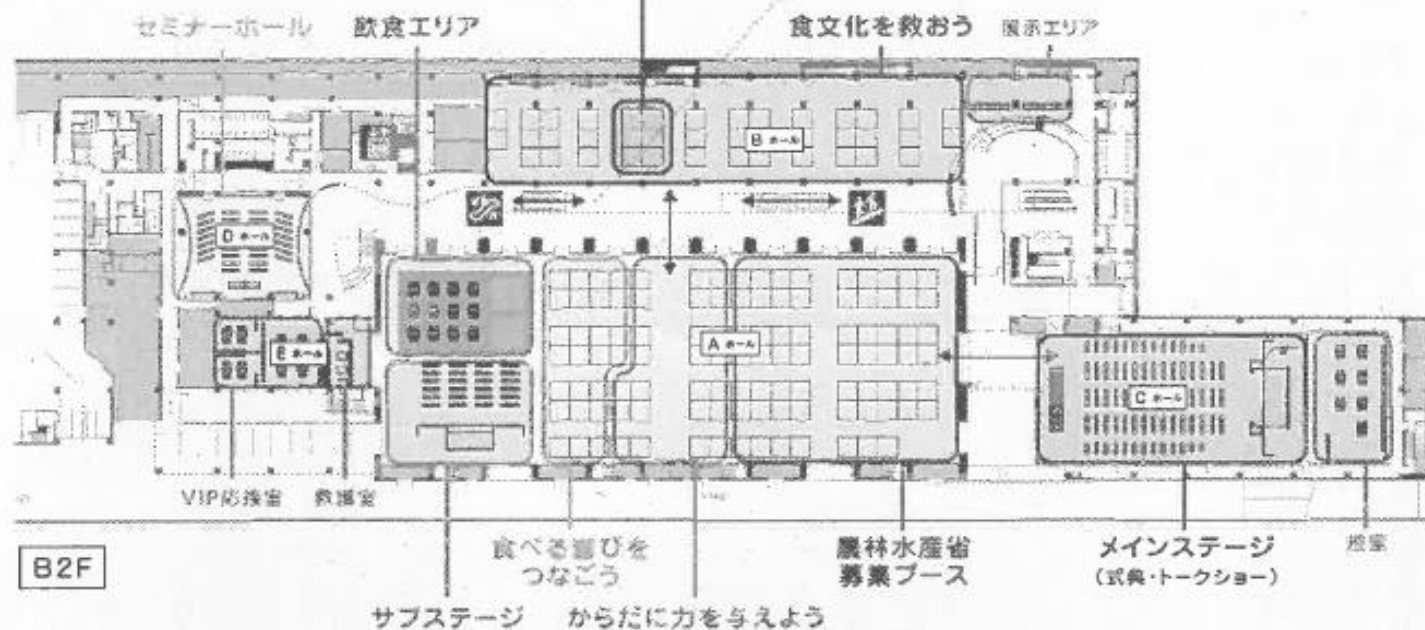 セミナーホール
飲食エリア
食文化を救おう
展示エリア
Bホール
Dホール
Aホール
Eホール
Cホール
VIP応接室
救護室
B2F
食べる喜びを
つなごう
農林水産省
募集ブース
メインステージ
(式典・トークショー)
控室
サブステージ
からだに力を与えよう